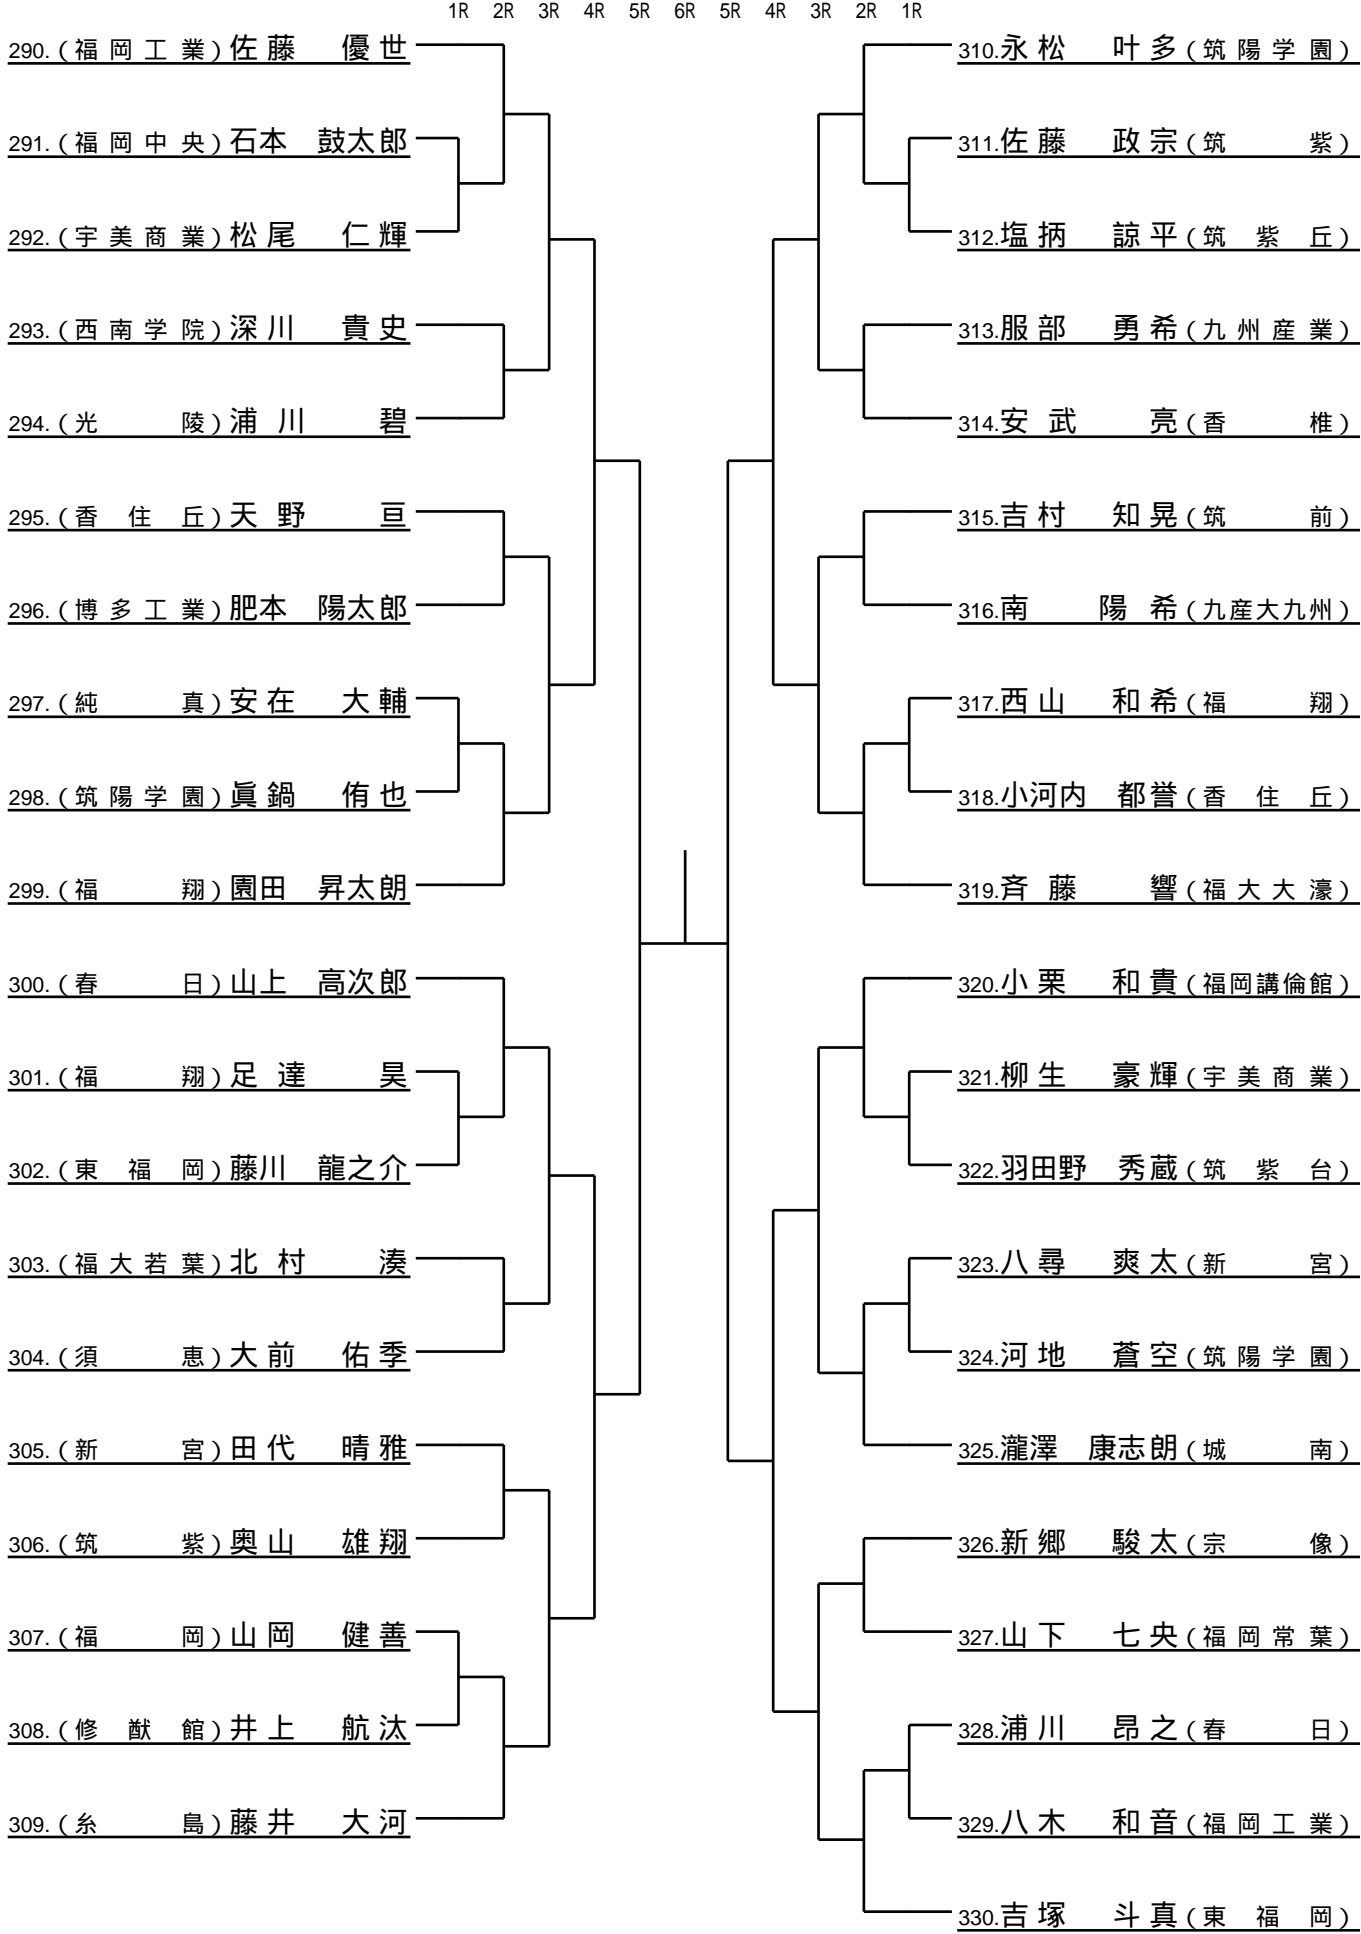 1R 2R 3R 4R 5R 6R 5R 4R 3R 2R 1R
290.(福岡工業)佐藤 優世
291.(福岡中央)石本 鼓太郎
292.(宇美商業)松尾 仁輝
293.(西南学院)深川 貴史
294.(光陵)浦川 碧
295.(香住丘)天野 亘
296.(博多工業)肥本 陽太郎
297.(純真)安在 大輔
298.(筑陽学園)眞鍋 侑也
299.(福翔)園田 昇太朗
300.(春日)山上 高次郎
301.(福翔)足達 昊
302.(東福岡)藤川 龍之介
303.(福大若葉)北村 湊
304.(須恵)大前 佑季
305.(新宮)田代 晴雅
306.(筑紫)奥山 雄翔
307.(福岡)山岡 健善
308.(修猷館)井上 航汰
309.(糸島)藤井 大河
310.永松 叶多(筑陽学園)
311.佐藤 政宗(筑紫)
312.塩柄 諒平(筑紫丘)
313.服部 勇希(九州産業)
314.安武 亮(香椎)
315.吉村 知晃(筑前)
316.南 陽希(九産大九州)
317.西山 和希(福翔)
318.小河内 都誉(香住丘)
319.斉藤 響(福大大濠)
320.小栗 和貴(福岡講倫館)
321.柳生 豪輝(宇美商業)
322.羽田野 秀蔵(筑紫台)
323.八尋 爽太(新宮)
324.河地 蒼空(筑陽学園)
325.瀧澤 康志朗(城南)
326.新郷 駿太(宗像)
327.山下 七央(福岡常葉)
328.浦川 昂之(春日)
329.八木 和音(福岡工業)
330.吉塚 斗真(東福岡)